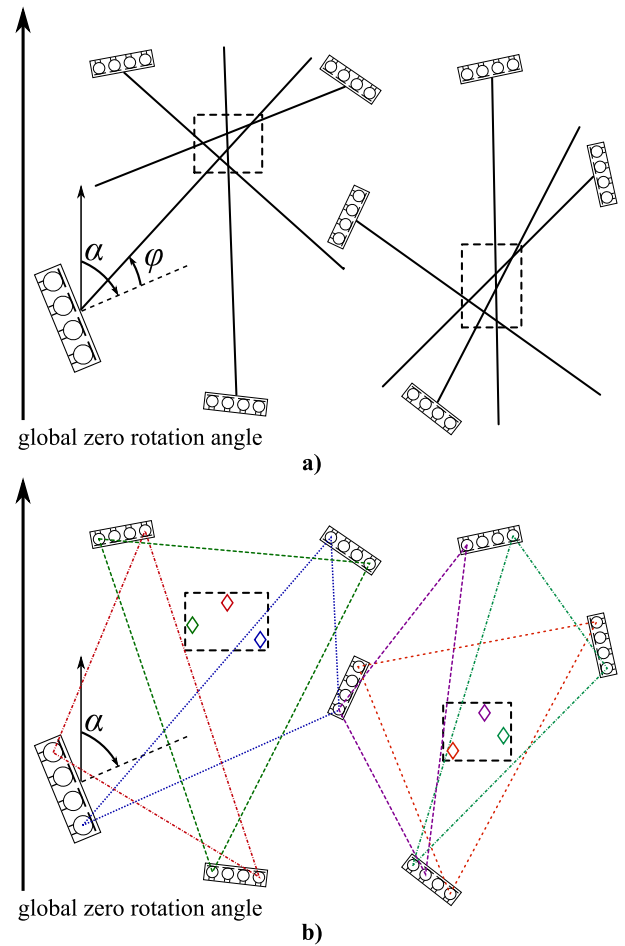 α
φ
global zero rotation angle
a)
α
global zero rotation angle
b)